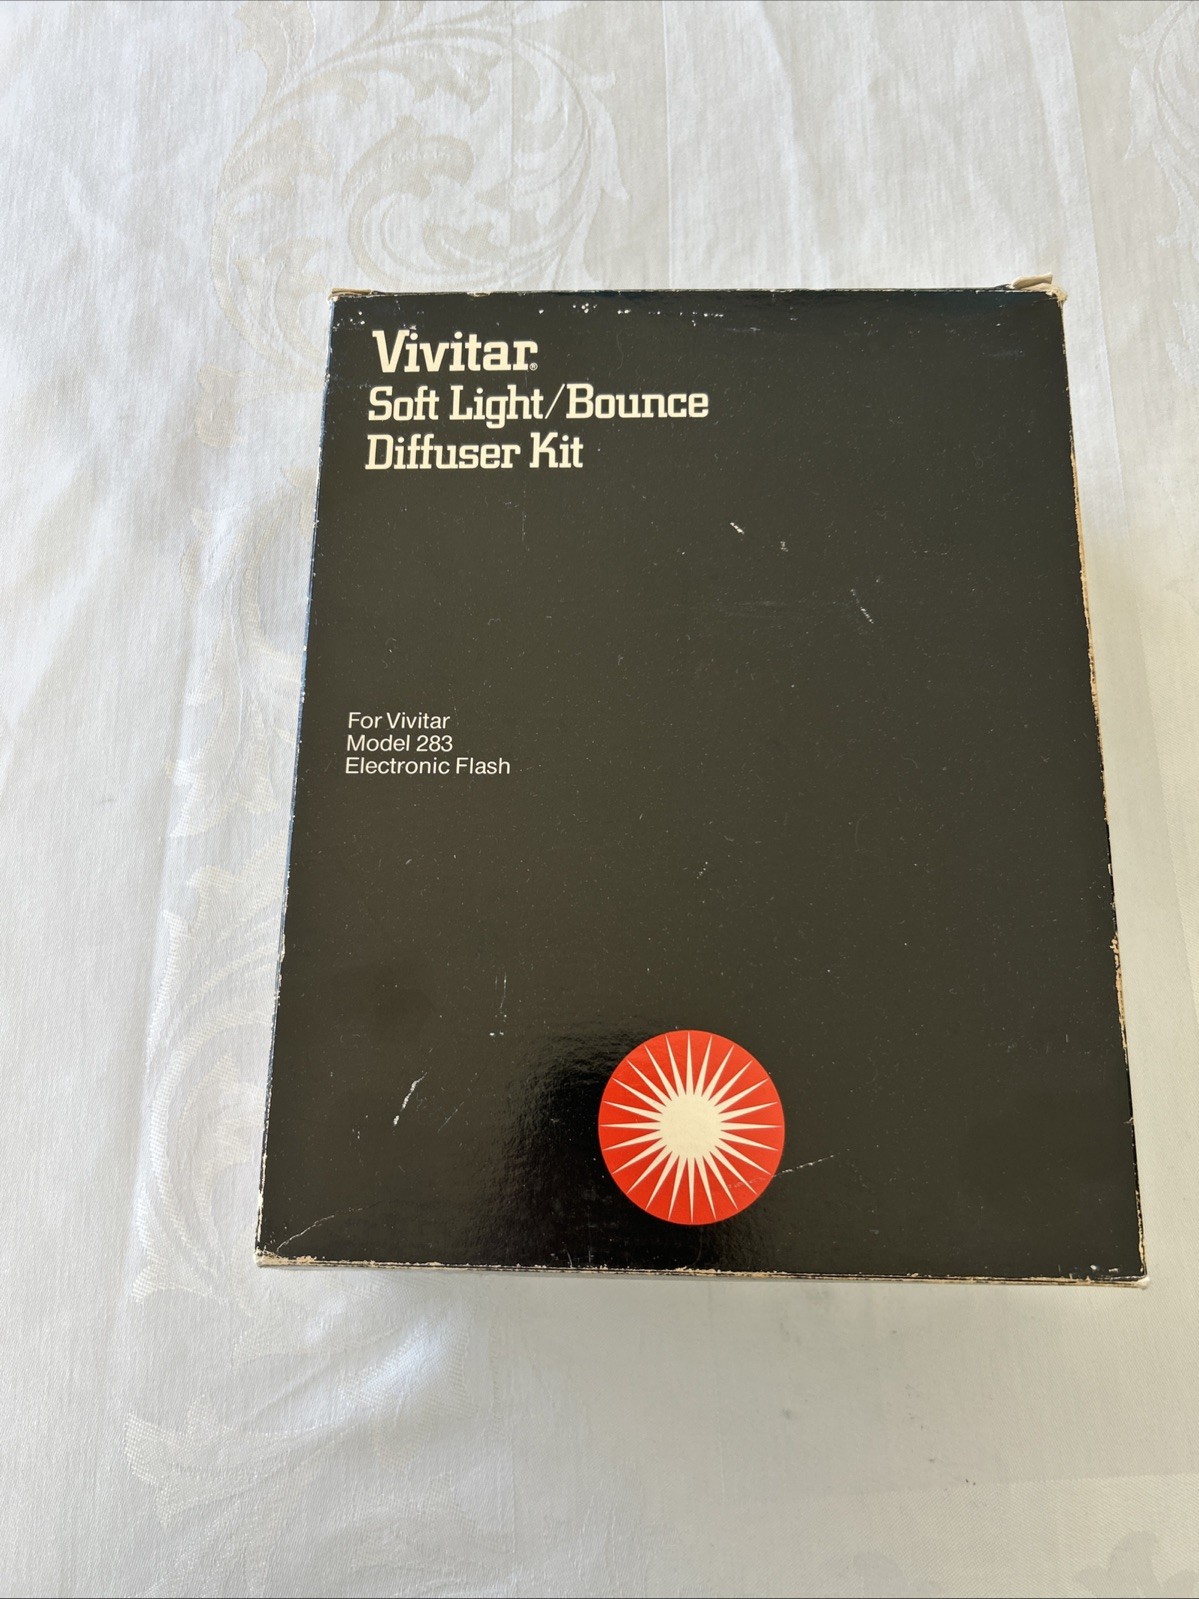 Vivitar®
Soft Light/Bounce
Diffuser Kit
For Vivitar
Model 283
Electronic Flash